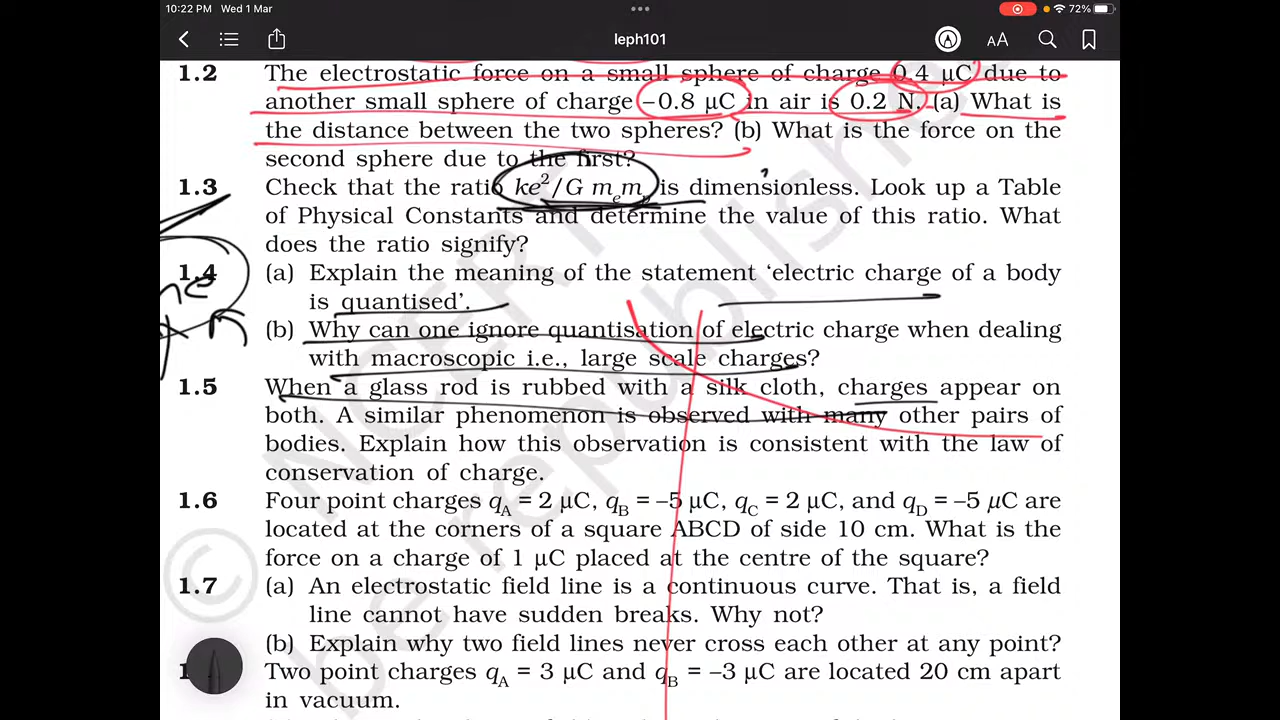 10:22 PM Wed 1 Mar
72%
leph101
AA
1.2 The electrostatic force on a small sphere of charge 0.4 μC due to
another small sphere of charge –0.8 μC in air is 0.2 N. (a) What is
the distance between the two spheres? (b) What is the force on the
second sphere due to the first?
1.3 Check that the ratio ke²/G mₑmₚ is dimensionless. Look up a Table
of Physical Constants and determine the value of this ratio. What
does the ratio signify?
1.4 (a) Explain the meaning of the statement ‘electric charge of a body
is quantised’.
(b) Why can one ignore quantisation of electric charge when dealing
with macroscopic i.e., large scale charges?
1.5 When a glass rod is rubbed with a silk cloth, charges appear on
both. A similar phenomenon is observed with many other pairs of
bodies. Explain how this observation is consistent with the law of
conservation of charge.
1.6 Four point charges qA = 2 μC, qB = –5 μC, qC = 2 μC, and qD = –5 μC are
located at the corners of a square ABCD of side 10 cm. What is the
force on a charge of 1 μC placed at the centre of the square?
1.7 (a) An electrostatic field line is a continuous curve. That is, a field
line cannot have sudden breaks. Why not?
(b) Explain why two field lines never cross each other at any point?
Two point charges qA = 3 μC and qB = –3 μC are located 20 cm apart
in vacuum.
© NCERT
be republished